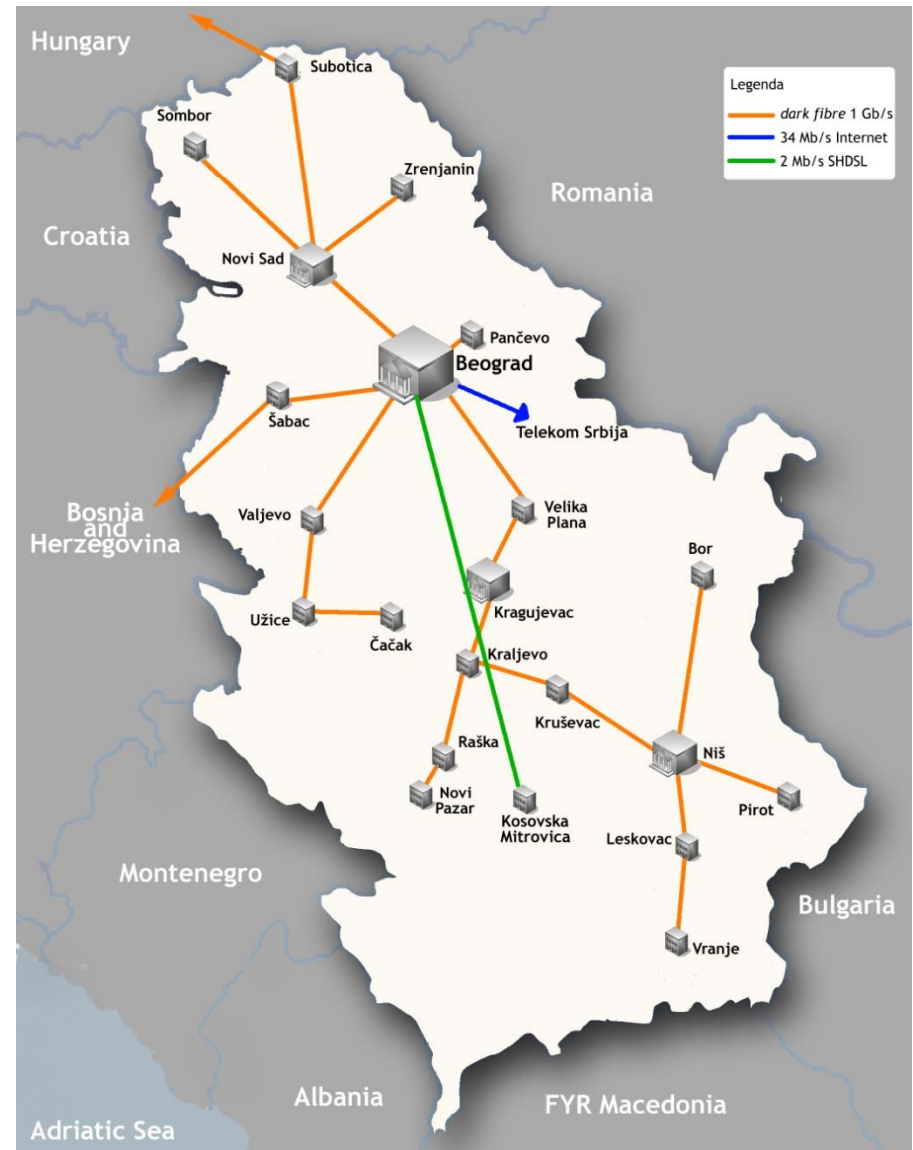 Hungary
Subotica
Legenda
dark fibre 1 Gb/s
34 Mb/s Internet
2 Mb/s SHDSL
Sombor
Zrenjanin
Romania
Croatia
Novi Sad
Pančevo
Beograd
Šabac
Telekom Srbija
Bosnja
and
Herzegovina
Valjevo
Velika
Plana
Bor
Kragujevac
Užice
Čačak
Kraljevo
Kruševac
Raška
Niš
Novi
Pazar
Kosovska
Mitrovica
Pirot
Leskovac
Montenegro
Bulgaria
Vranje
Albania
FYR Macedonia
Adriatic Sea